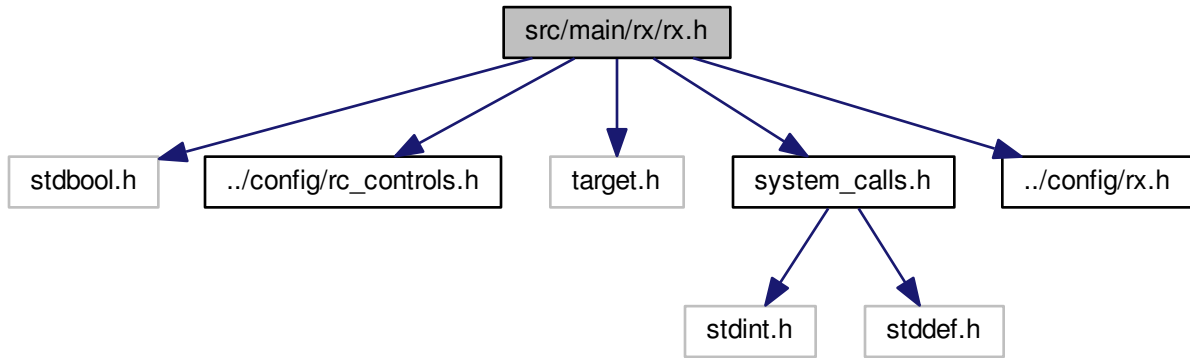 src/main/rx/rx.h
stdbool.h
../config/rc_controls.h
target.h
system_calls.h
../config/rx.h
stdint.h
stddef.h